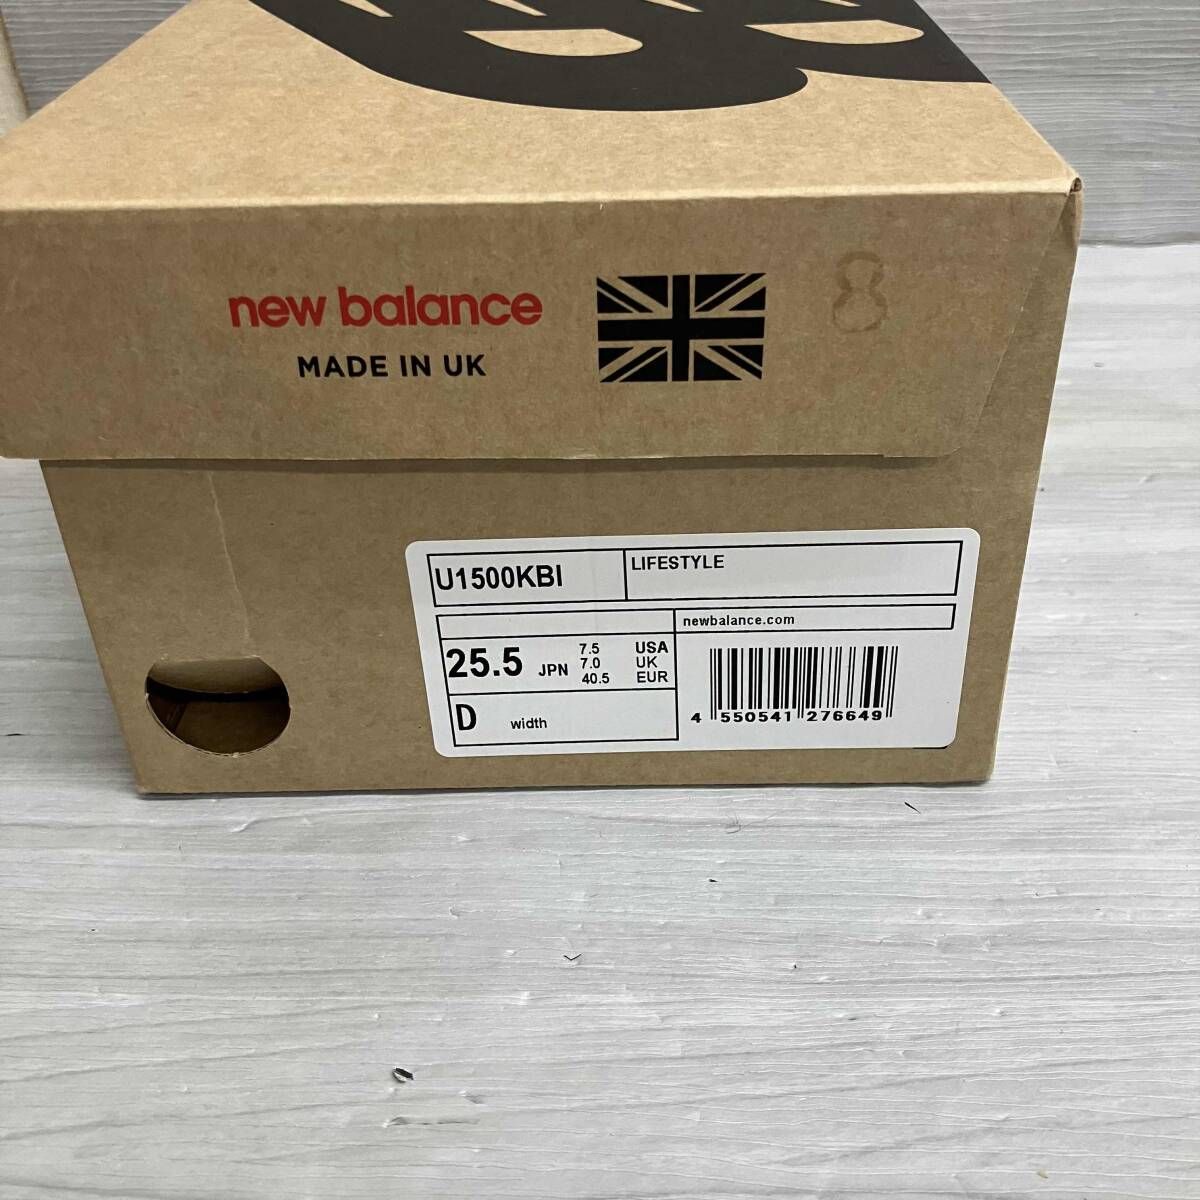 new balance
MADE IN UK
8
U1500KBI
LIFESTYLE
newbalance.com
25.5 JPN
7.5 USA
7.0 UK
40.5 EUR
D width
4 550541 276649